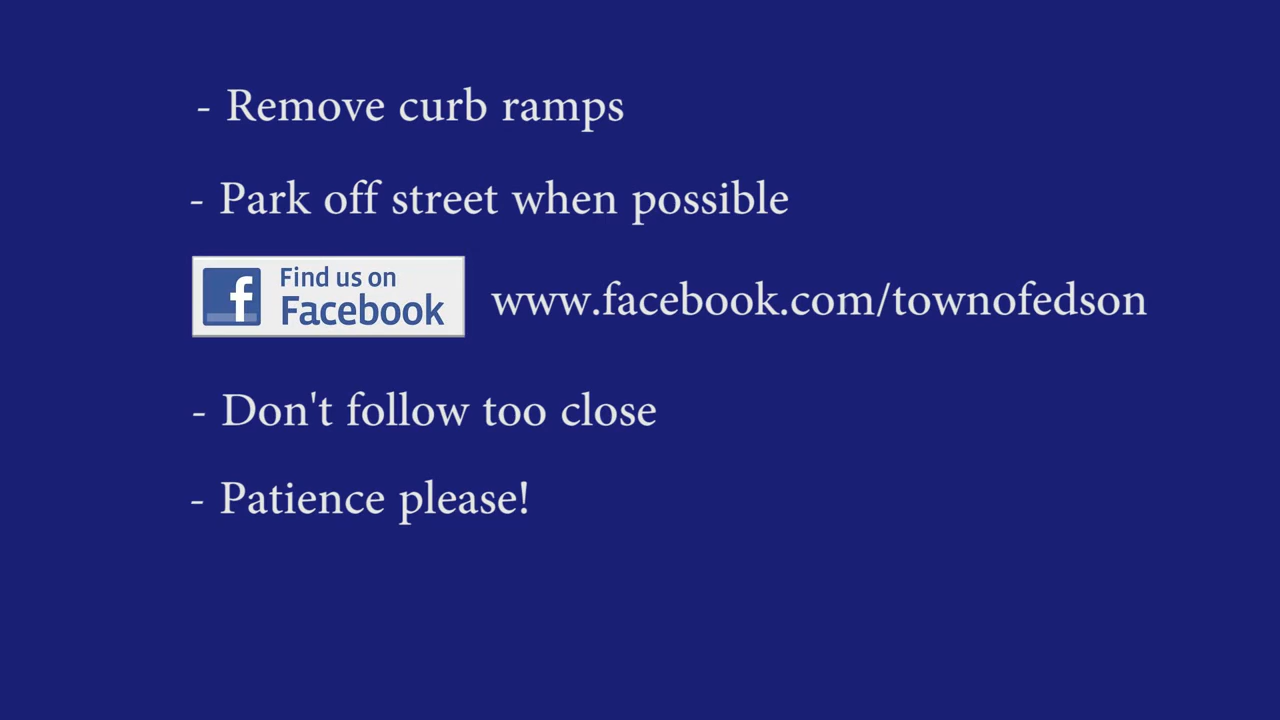 - Remove curb ramps
- Park off street when possible
f Find us on
Facebook
www.facebook.com/townofedson
- Don't follow too close
- Patience please!